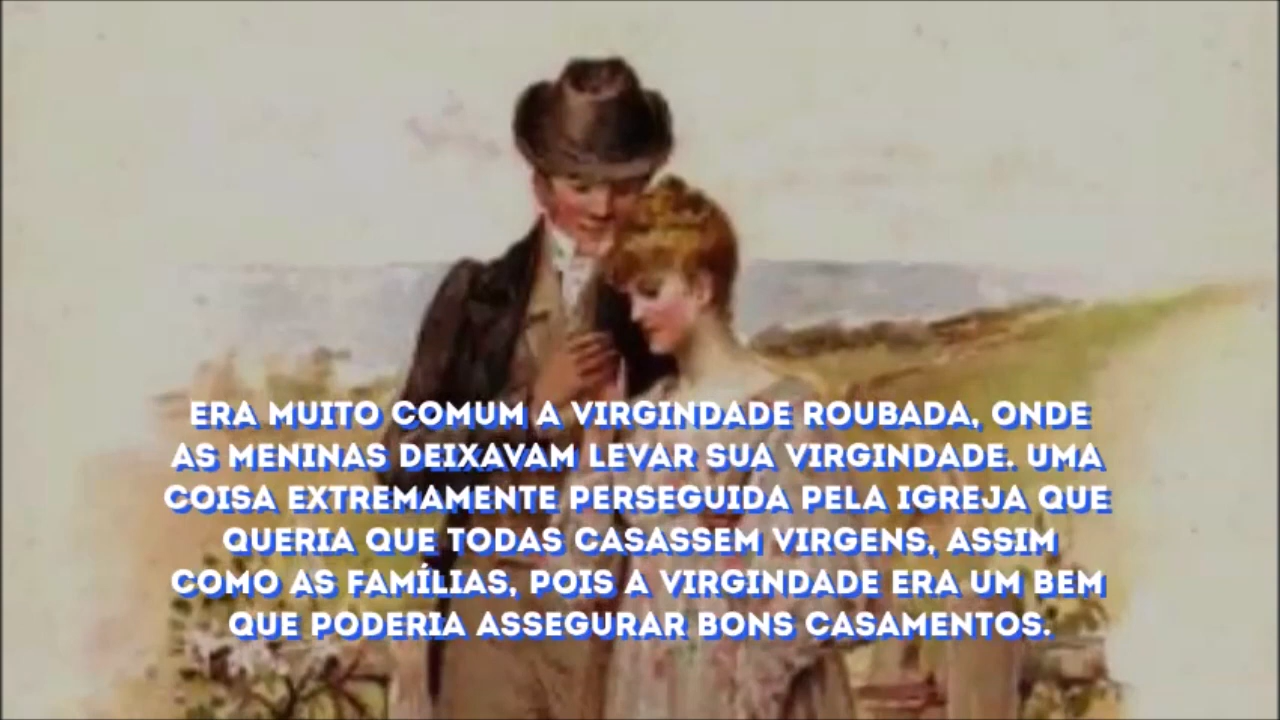 ERA MUITO COMUM A VIRGINDADE ROUBADA, ONDE
AS MENINAS DEIXAVAM LEVAR SUA VIRGINDADE. UMA
COISA EXTREMAMENTE PERSEGUIDA PELA IGREJA QUE
QUERIA QUE TODAS CASASSEM VIRGENS, ASSIM
COMO AS FAMÍLIAS, POIS A VIRGINDADE ERA UM BEM
QUE PODERIA ASSEGURAR BONS CASAMENTOS.